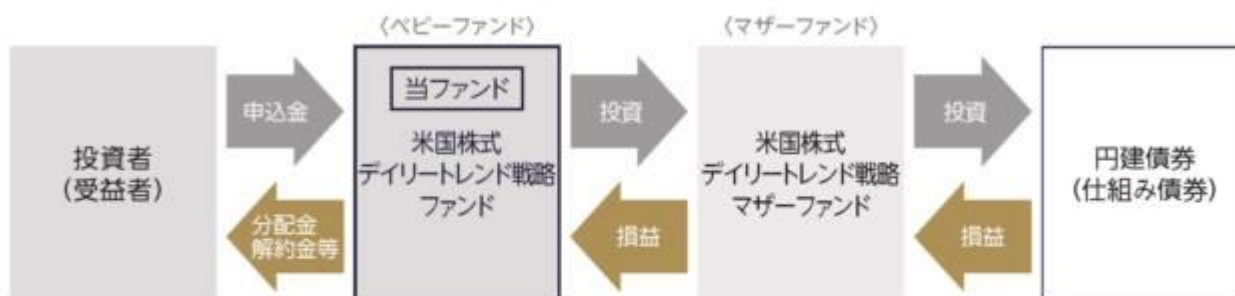 〈ベビーファンド〉
〈マザーファンド〉
投資者
(受益者)
申込金
分配金
解約金等
当ファンド
米国株式
デイリートレンド戦略
ファンド
投資
損益
米国株式
デイリートレンド戦略
マザーファンド
投資
損益
円建債券
(仕組み債券)